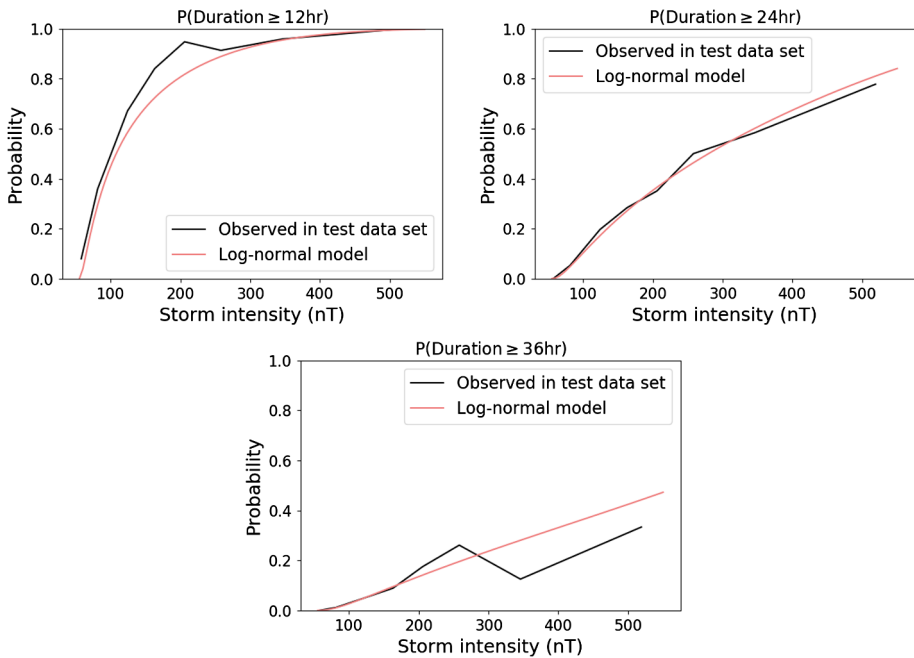 P(Duration ≥ 12hr)
1.0
0.8
0.6
0.4
0.2
0.0
Probability
Observed in test data set
Log-normal model
100 200 300 400 500
Storm intensity (nT)
P(Duration ≥ 24hr)
1.0
0.8
0.6
0.4
0.2
0.0
Probability
Observed in test data set
Log-normal model
100 200 300 400 500
Storm intensity (nT)
P(Duration ≥ 36hr)
1.0
0.8
0.6
0.4
0.2
0.0
Probability
Observed in test data set
Log-normal model
100 200 300 400 500
Storm intensity (nT)